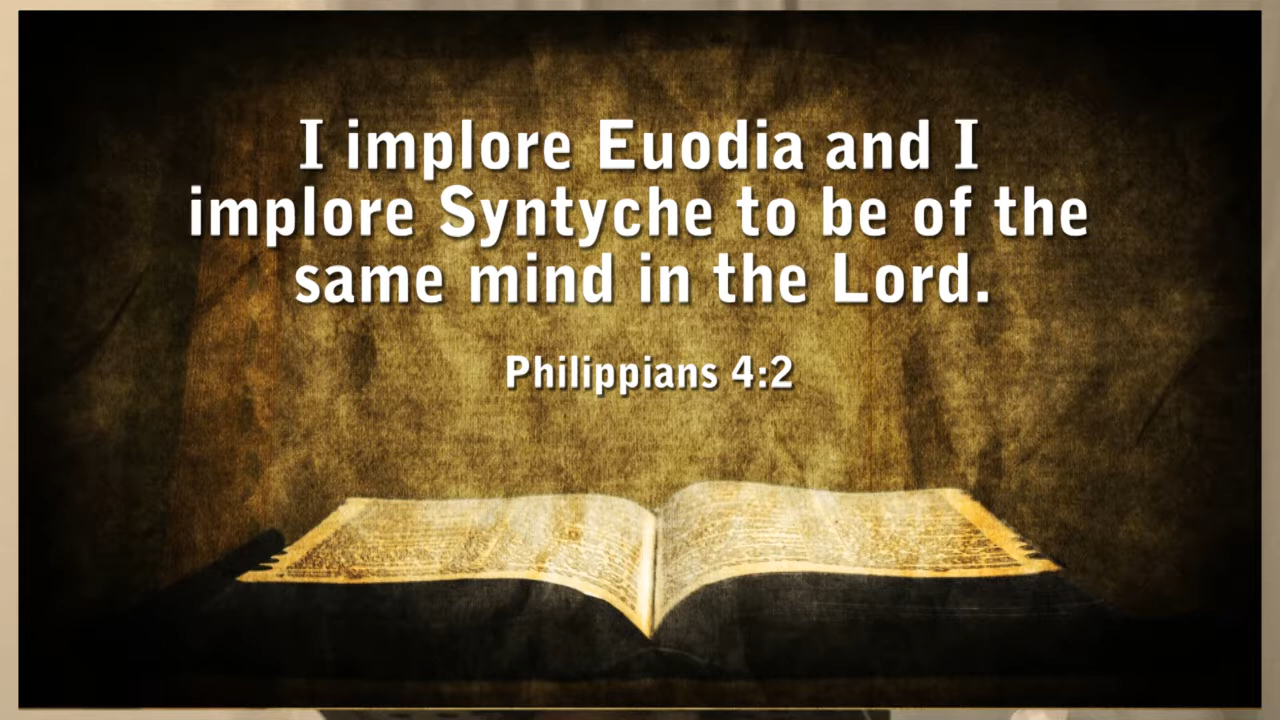 I implore Euodia and I
implore Syntyche to be of the
same mind in the Lord.
Philippians 4:2